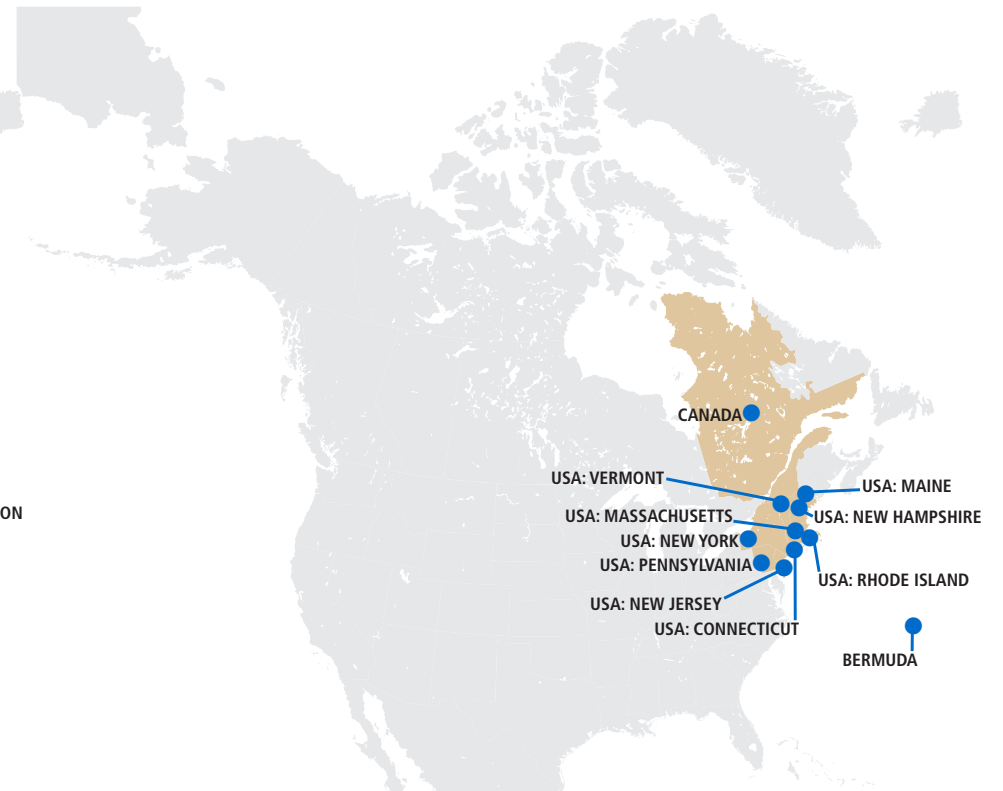 CANADA
USA: VERMONT
USA: MAINE
ON
USA: MASSACHUSETTS
USA: NEW HAMPSHIRE
USA: NEW YORK
USA: PENNSYLVANIA
USA: RHODE ISLAND
USA: NEW JERSEY
USA: CONNECTICUT
BERMUDA